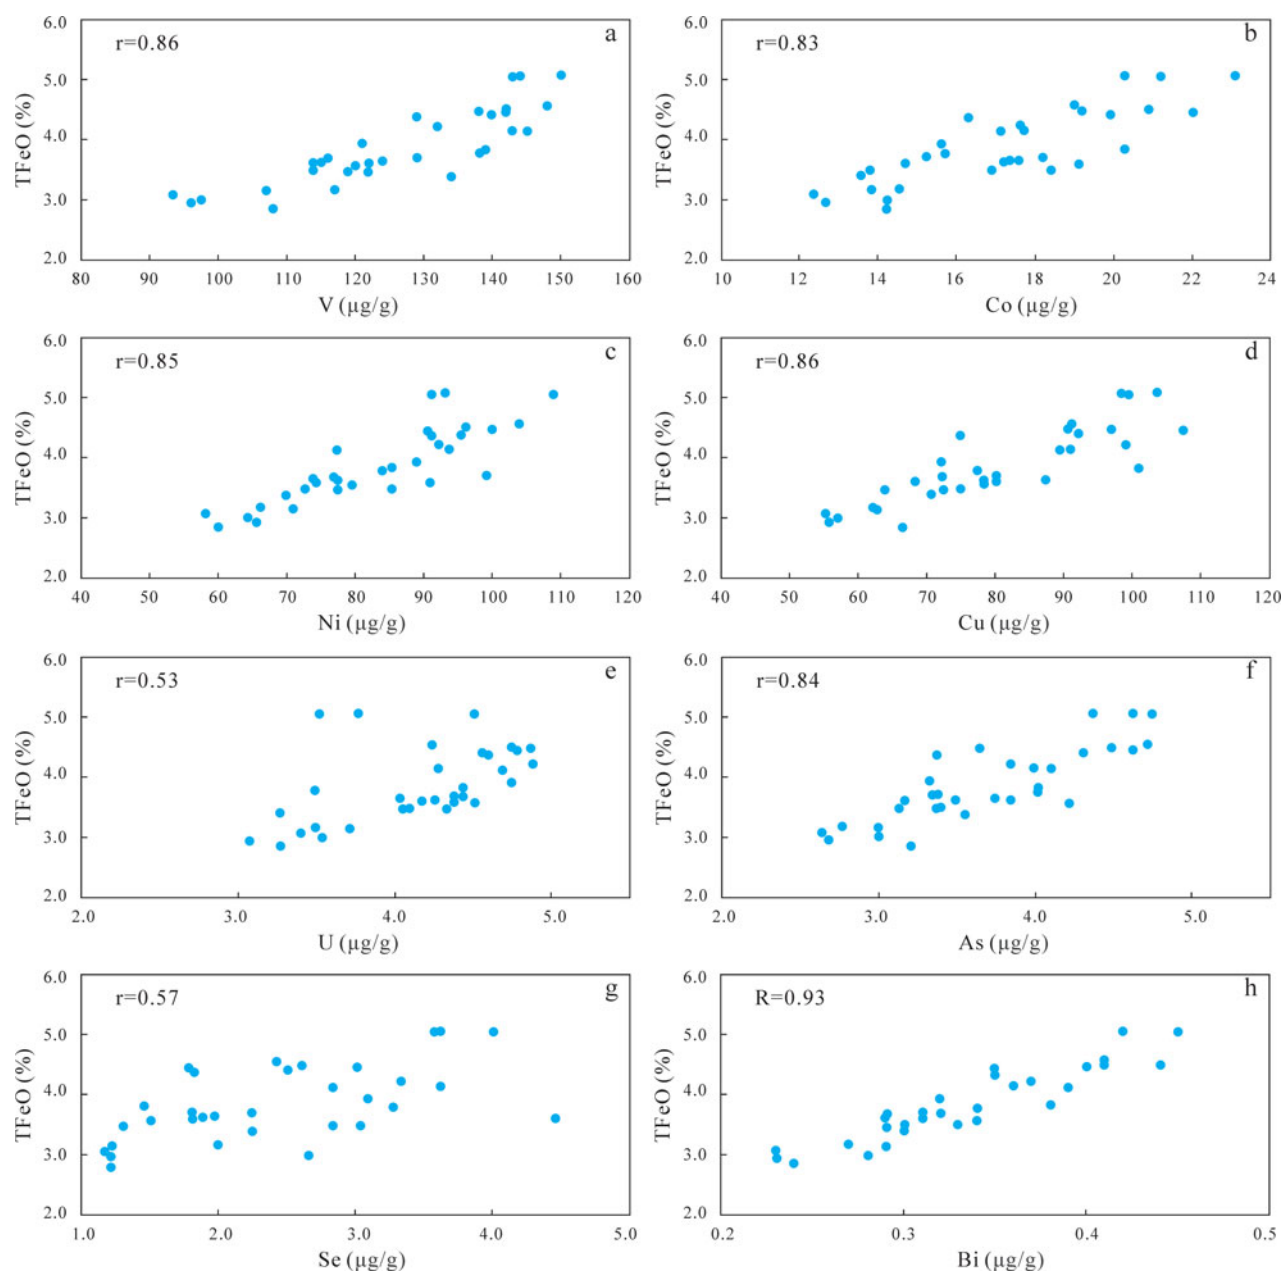 6.0 r=0.86 a
5.0
4.0
3.0
2.0
TFeO (%)
80 90 100 110 120 130 140 150 160
V (μg/g)
6.0 r=0.83 b
5.0
4.0
3.0
2.0
TFeO (%)
10 12 14 16 18 20 22 24
Co (μg/g)
6.0 r=0.85 c
5.0
4.0
3.0
2.0
TFeO (%)
40 50 60 70 80 90 100 110 120
Ni (μg/g)
6.0 r=0.86 d
5.0
4.0
3.0
2.0
TFeO (%)
40 50 60 70 80 90 100 110 120
Cu (μg/g)
6.0 r=0.53 e
5.0
4.0
3.0
2.0
TFeO (%)
2.0 3.0 4.0 5.0
U (μg/g)
6.0 r=0.84 f
5.0
4.0
3.0
2.0
TFeO (%)
2.0 3.0 4.0 5.0
As (μg/g)
6.0 r=0.57 g
5.0
4.0
3.0
2.0
TFeO (%)
1.0 2.0 3.0 4.0 5.0
Se (μg/g)
6.0 R=0.93 h
5.0
4.0
3.0
2.0
TFeO (%)
0.2 0.3 0.4 0.5
Bi (μg/g)